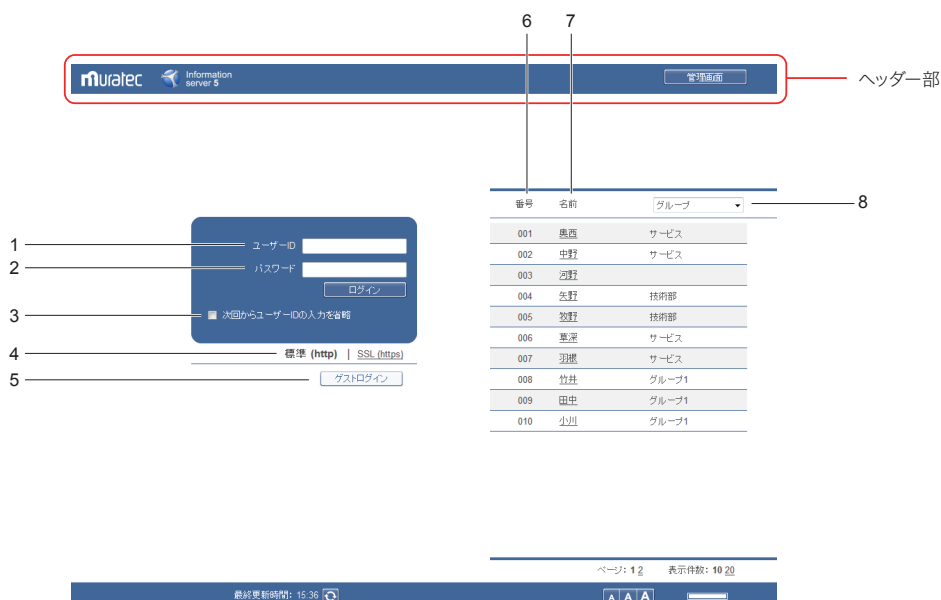 6 7
muratec Information server 5 管理画面 ヘッダー部
番号 名前 グループ 8
1 ユーザーID
2 パスワード
ログイン
3 次回からユーザーIDの入力を省略
4 標準 (http) | SSL (https)
5 ゲストログイン
001 奥西 サービス
002 中野 サービス
003 河野
004 矢野 技術部
005 牧野 技術部
006 草深 サービス
007 羽根 サービス
008 竹井 グループ1
009 田中 グループ1
010 小川 グループ1
ページ: 1 2 表示件数: 10 20
最終更新時間: 15:36 A A A